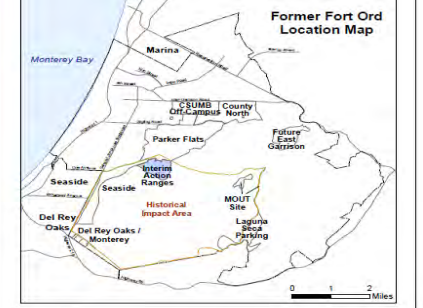 Former Fort Ord
Location Map
Marina
Monterey Bay
CSUMB
Off-Campus
County
North
Parker Flats
Future
East
Garrison
Interim
Action
Ranges
Seaside
Seaside
Historical
Impact Area
MOUT
Site
Del Rey
Oaks
Del Rey Oaks /
Monterey
Laguna
Seca
Parking
0 1 2
Miles